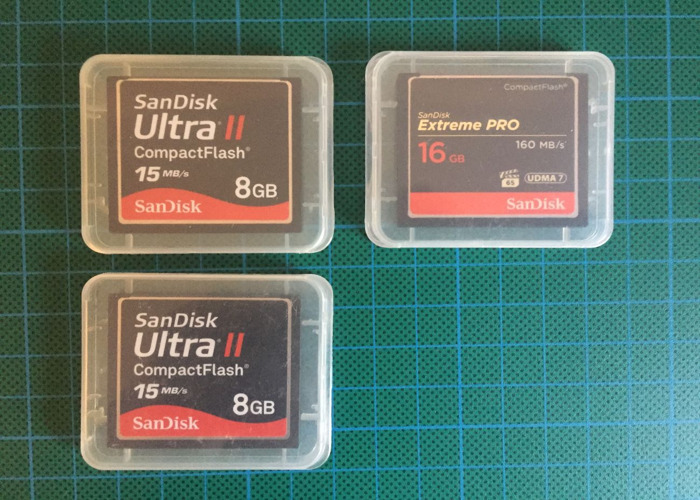 SanDisk
Ultra II
CompactFlash®
15 MB/s
8GB
SanDisk
CompactFlash®
SanDisk
Extreme PRO
16 GB
160 MB/s
65
UDMA 7
SanDisk
SanDisk
Ultra II
CompactFlash®
15 MB/s
8GB
SanDisk